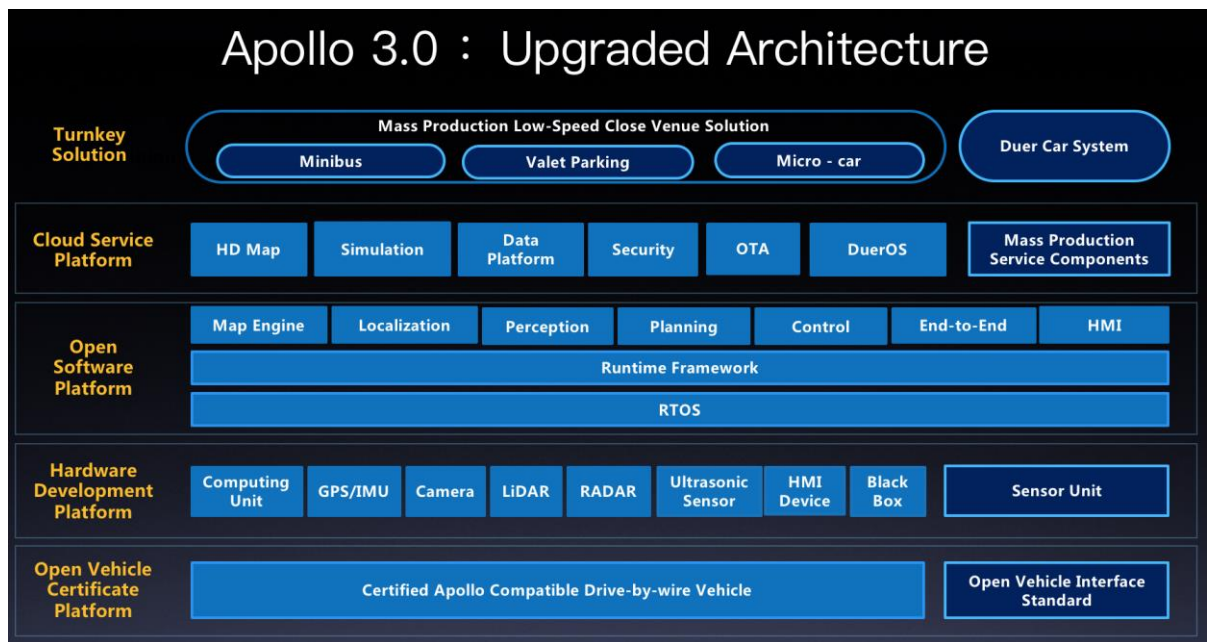 Apollo 3.0 : Upgraded Architecture
Turnkey
Solution
Mass Production Low-Speed Close Venue Solution
Minibus
Valet Parking
Micro - car
Duer Car System
Cloud Service
Platform
HD Map
Simulation
Data
Platform
Security
OTA
DuerOS
Mass Production
Service Components
Open
Software
Platform
Map Engine
Localization
Perception
Planning
Control
End-to-End
HMI
Runtime Framework
RTOS
Hardware
Development
Platform
Computing
Unit
GPS/IMU
Camera
LiDAR
RADAR
Ultrasonic
Sensor
HMI
Device
Black
Box
Sensor Unit
Open Vehicle
Certificate
Platform
Certified Apollo Compatible Drive-by-wire Vehicle
Open Vehicle Interface
Standard